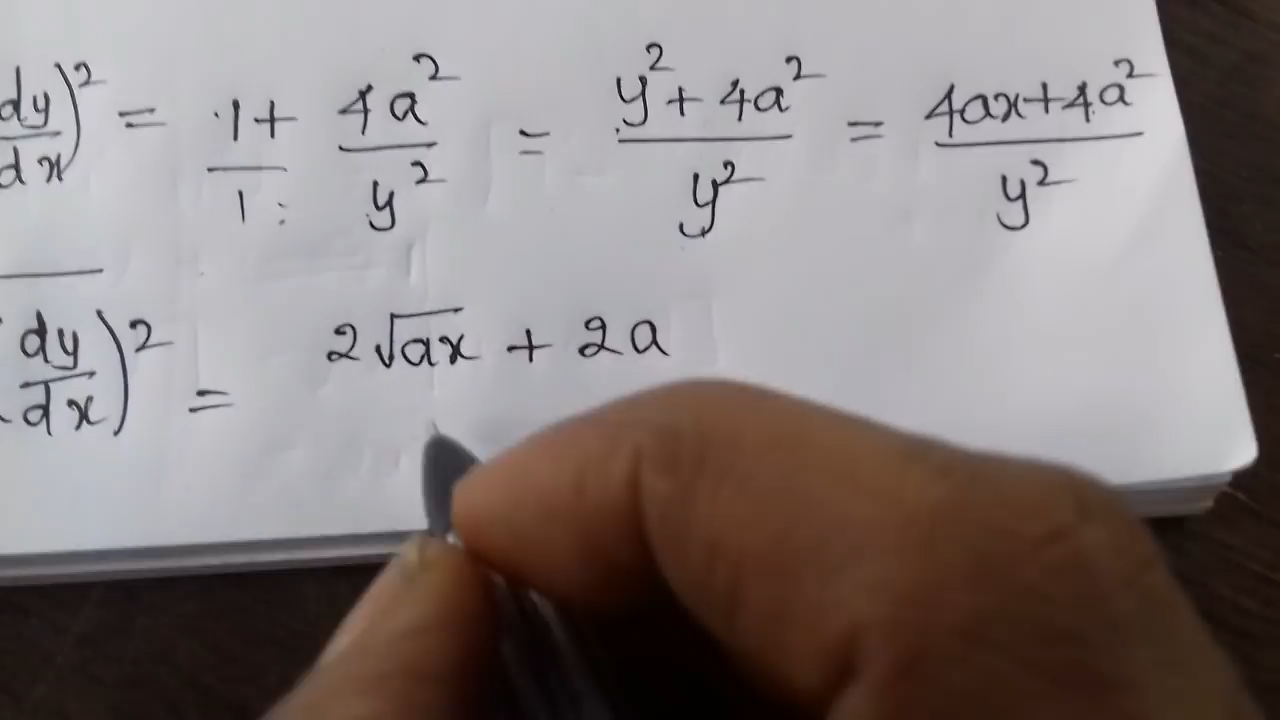 dy/dx)² = 1/1 + 4a²/y² = y² + 4a²/y² = 4ax+4a²/y²
dy/dx)² = 2√ax + 2a